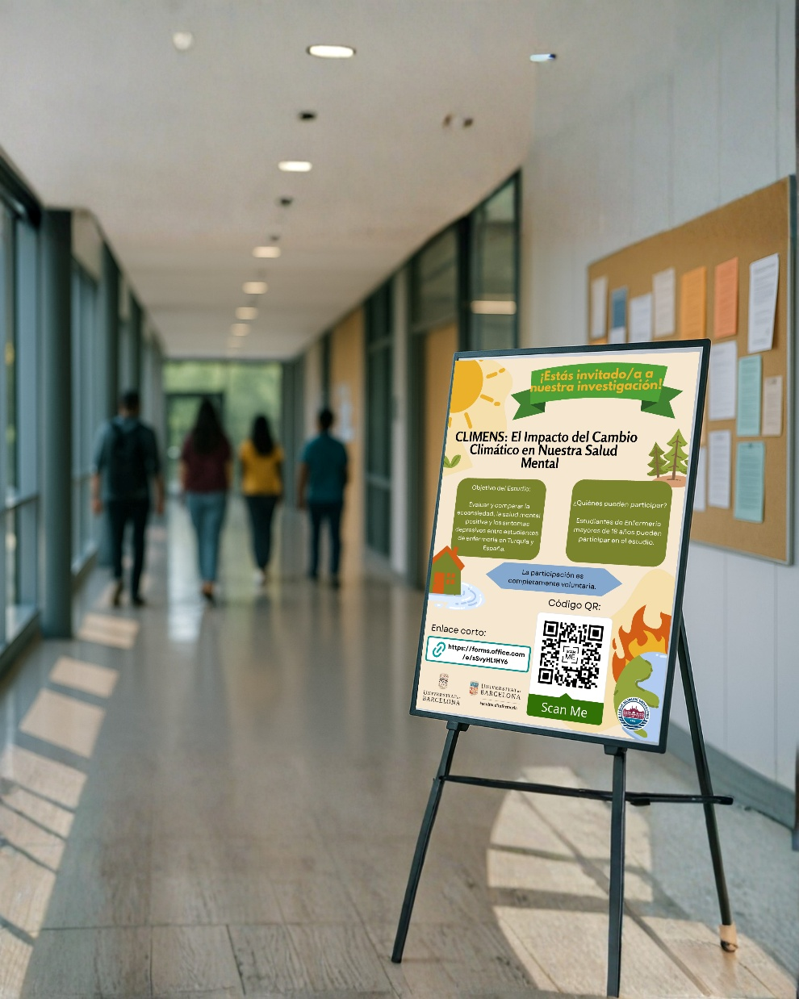 ¡Estás invitado/a a
nuestra investigación!
CLIMENS: El Impacto del Cambio
Climático en Nuestra Salud
Mental
Objetivo del Estudio:
Evaluar y comparar la
ecoansiedad, la salud mental
positiva y los síntomas
depresivos entre estudiantes
de enfermería en Turquía y
España.
¿Quiénes pueden participar?
Estudiantes de Enfermería
mayores de 18 años pueden
participar en el estudio.
La participación es
completamente voluntaria.
Código QR:
Enlace corto:
https://forms.office.com
/e/sSvyHL1HY6
SCAN
ME
Scan Me
UNIVERSITAT DE
BARCELONA
UNIVERSITAT DE
BARCELONA
Facultat d'Infermeria